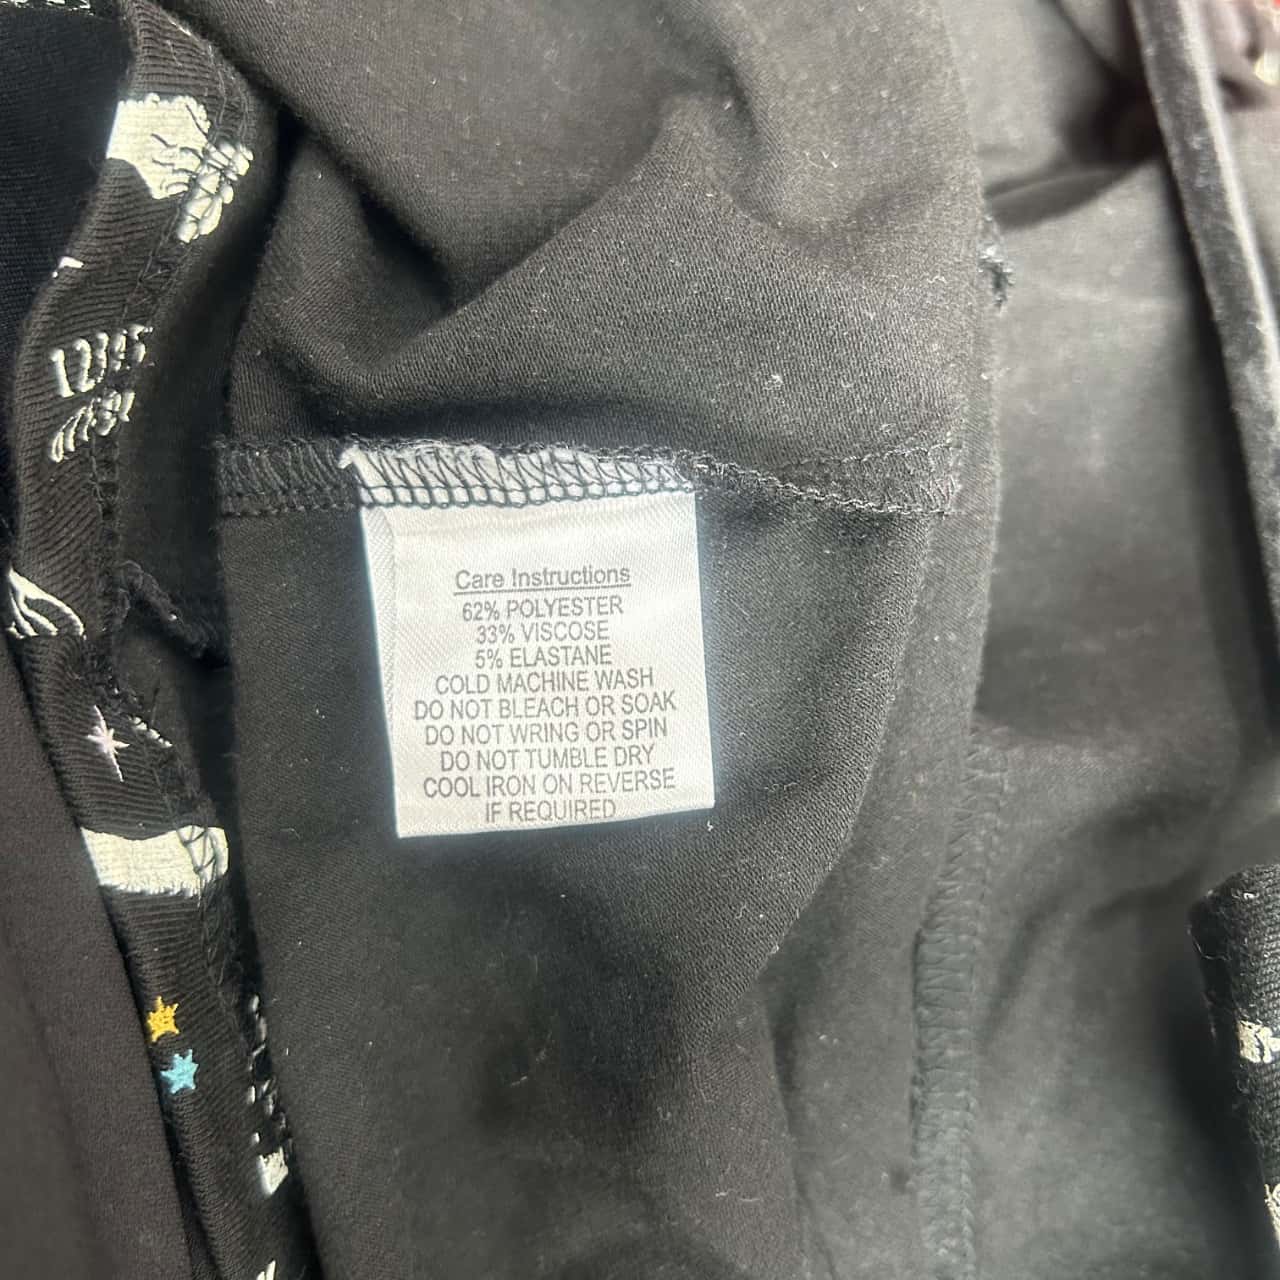 12345
Care Instructions
62% POLYESTER
33% VISCOSE
5% ELASTANE
COLD MACHINE WASH
DO NOT BLEACH OR SOAK
DO NOT WRING OR SPIN
DO NOT TUMBLE DRY
COOL IRON ON REVERSE
IF REQUIRED